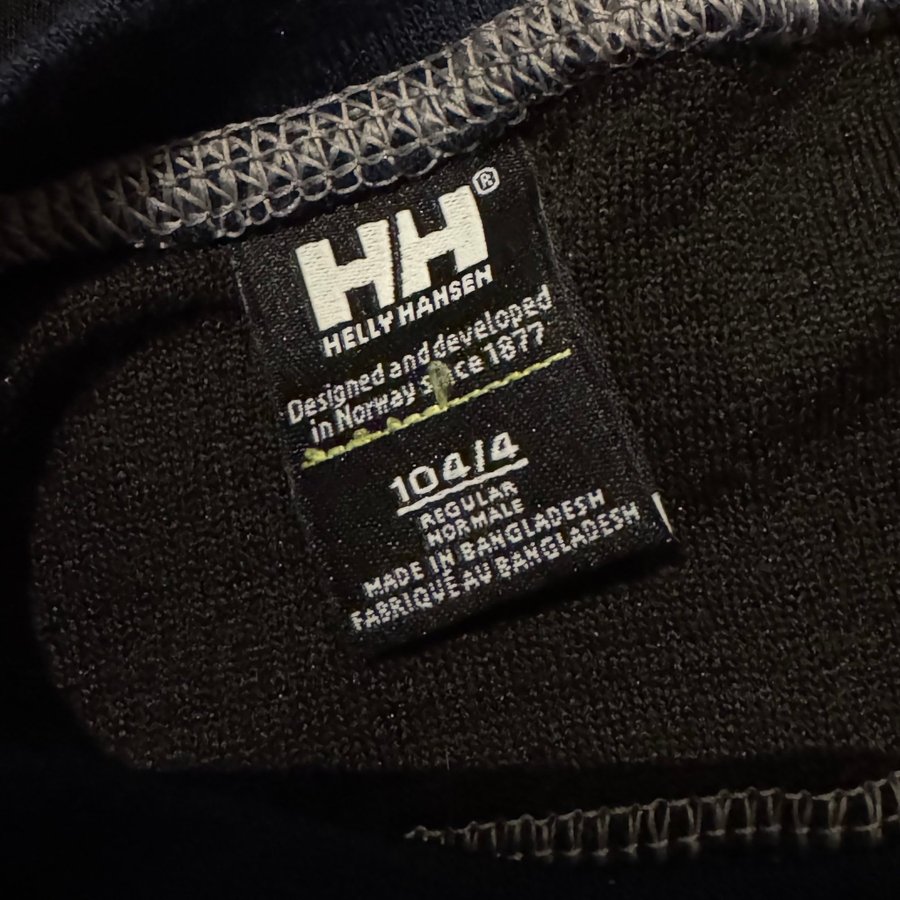 HH®
HELLY HANSEN
Designed and developed
in Norway since 1877
104/4
REGULAR
NORMALE
MADE IN BANGLADESH
FABRIQUE AU BANGLADESH